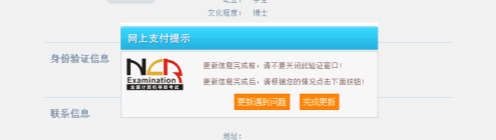 文化程度： 博士
网上支付提示
身份验证信息
NCR
Examination
全国计算机等级考试
更新信息完成前，请不要关闭此验证窗口！
更新信息完成后，请根据您的情况点击下面按钮！
更新遇到问题 完成更新
联系信息
地址：